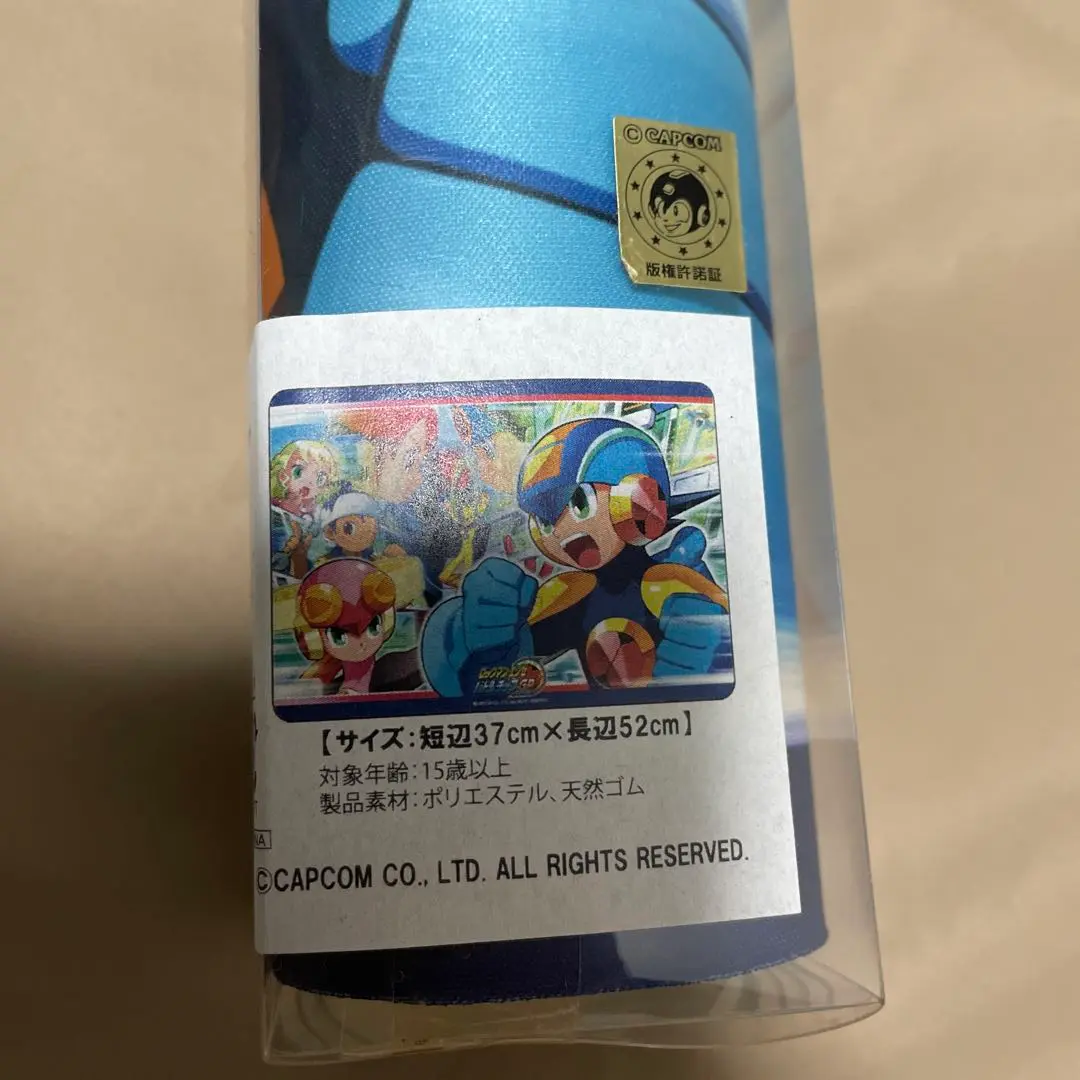 © CAPCOM
版権許諾証
【サイズ:短辺37cm×長辺52cm】
対象年齢:15歳以上
製品素材:ポリエステル、天然ゴム
NA
©CAPCOM CO., LTD. ALL RIGHTS RESERVED.